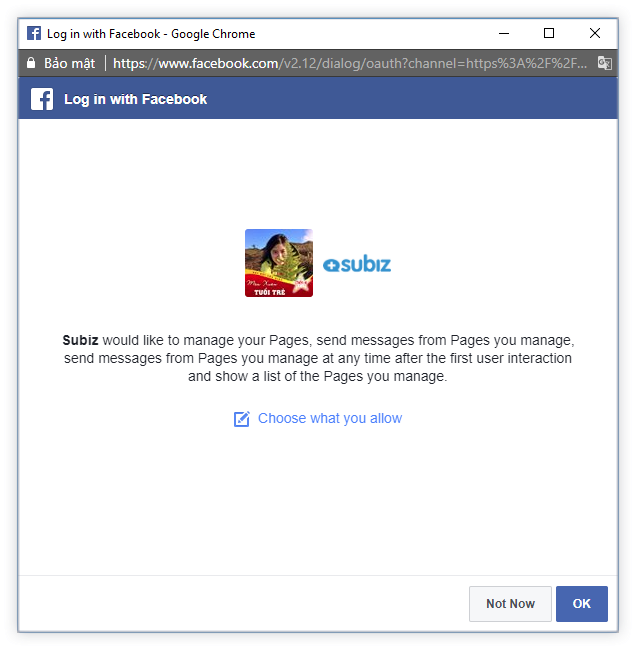 Log in with Facebook - Google Chrome
Bảo mật https://www.facebook.com/v2.12/dialog/oauth?channel=https%3A%2F%2F...
Log in with Facebook
subiz
TUỔI TRẺ
Subiz would like to manage your Pages, send messages from Pages you manage,
send messages from Pages you manage at any time after the first user interaction
and show a list of the Pages you manage.
Choose what you allow
Not Now OK